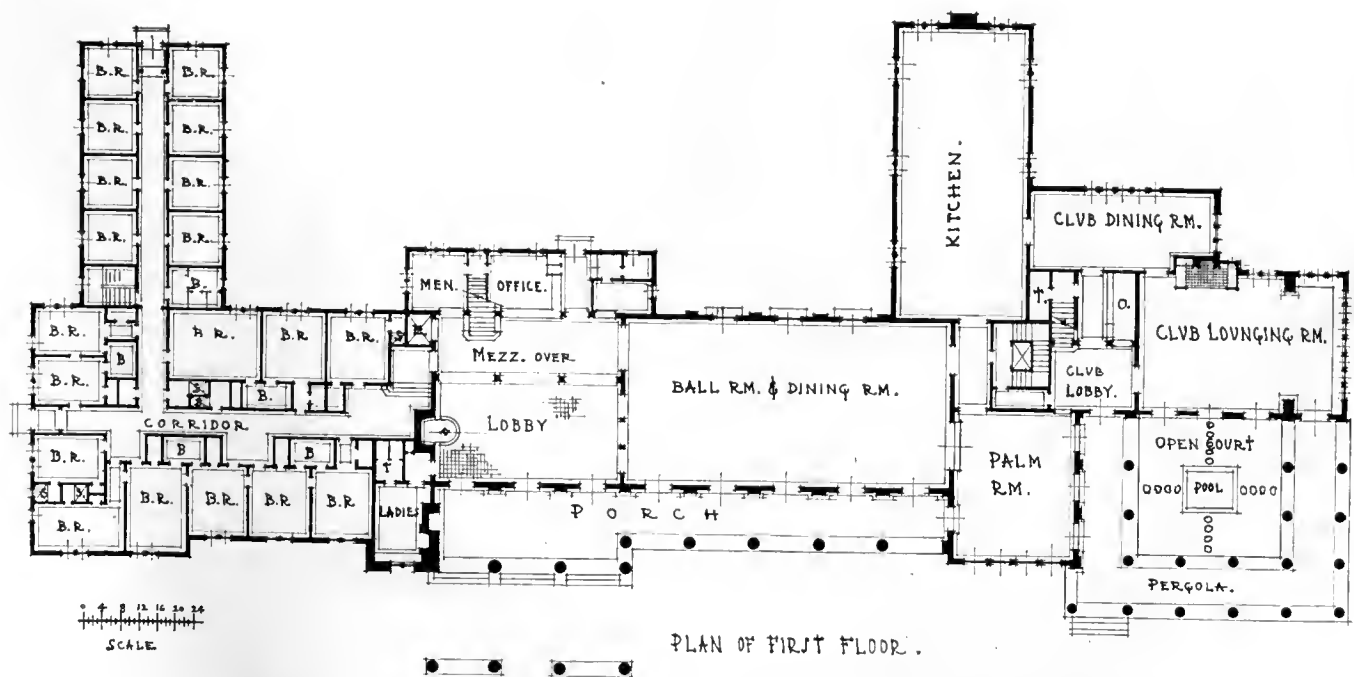 B.R.
B.R.
B.R.
B.R.
B.R.
B.R.
B.R.
B.R.
B.
KITCHEN.
CLUB DINING RM.
MEN.
OFFICE.
B.R.
B.R.
B.R.
B.R
B.R.
B
B.R.
MEZZ. OVER
BALL RM. & DINING RM.
CLUB LOUNGING RM.
CLUB
LOBBY.
B.
CORRIDOR
LOBBY
B
B
B.R.
B.R.
B.R.
B.R.
B.R
B.R
LADIES
PORCH
PALM
RM.
OPEN COURT
POOL
PERGOLA.
0 4 8 12 16 20 24
SCALE
PLAN OF FIRST FLOOR.